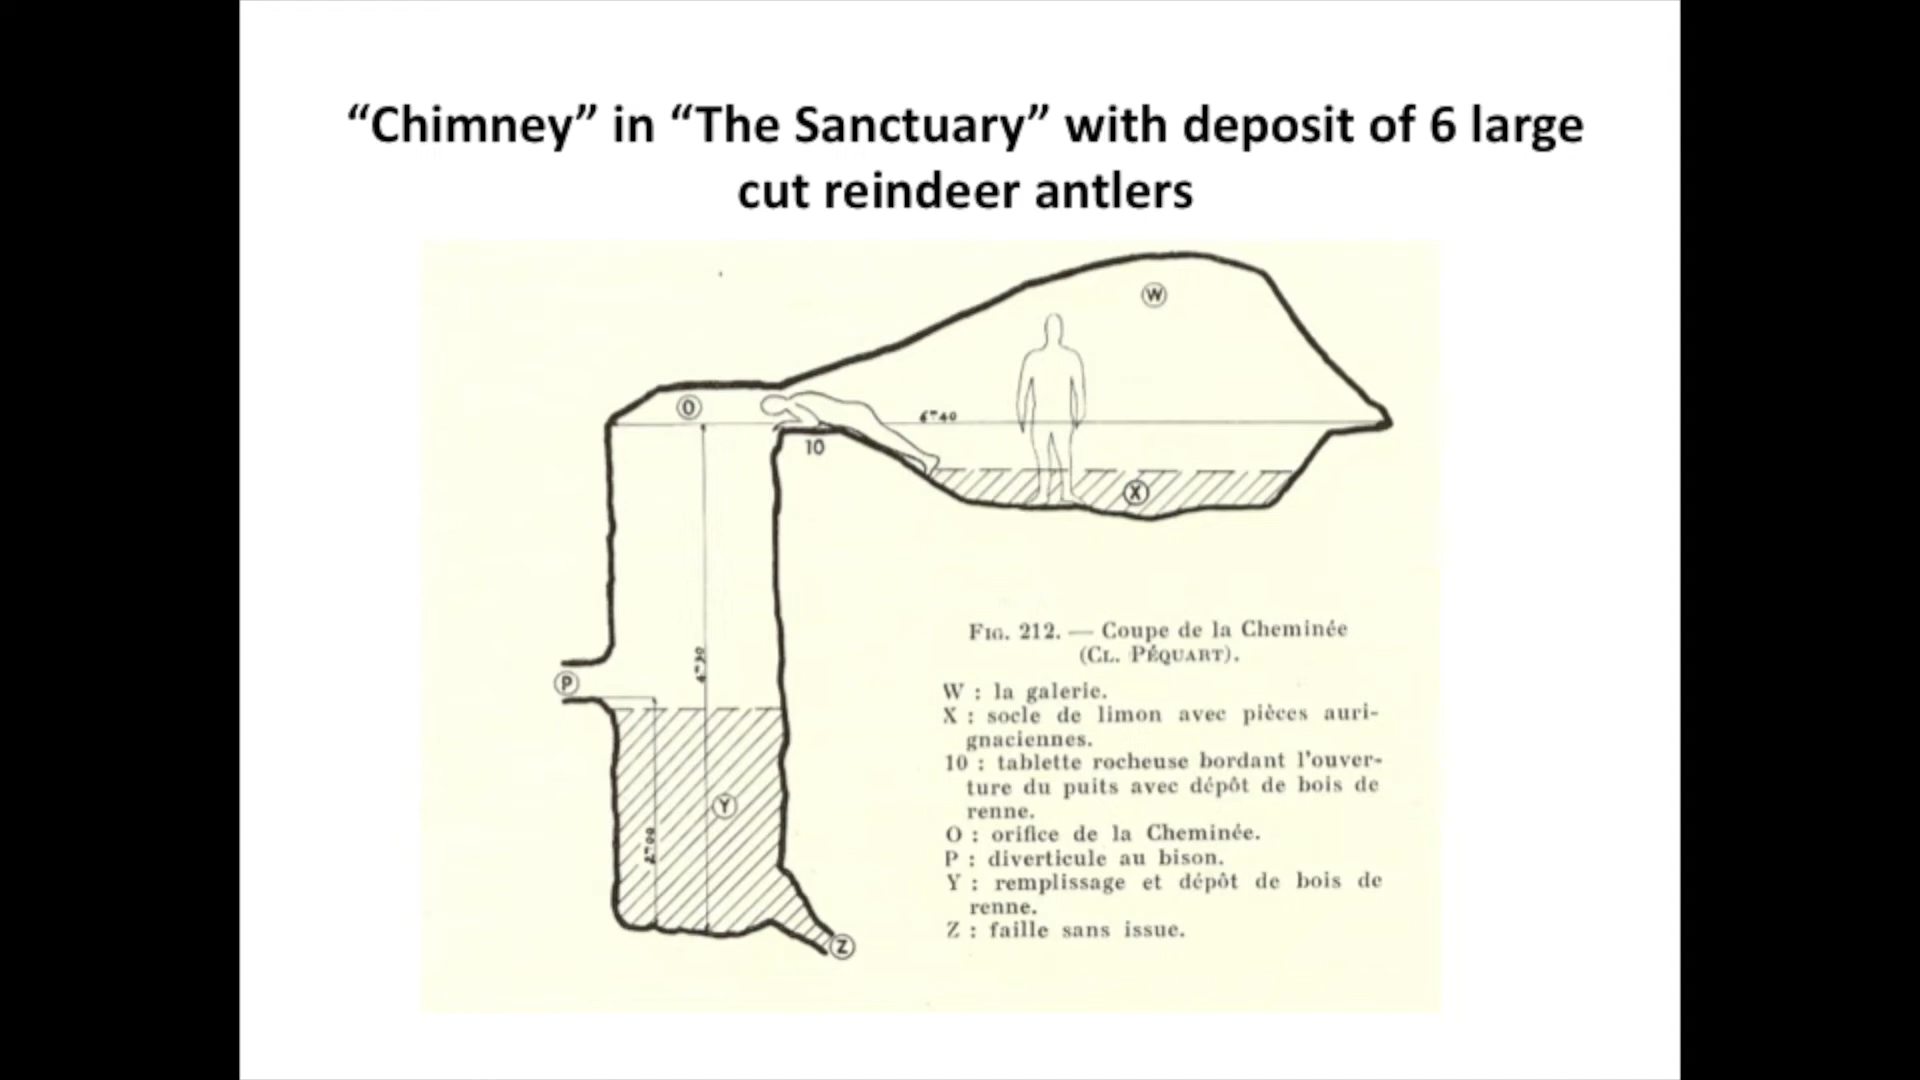 “Chimney” in “The Sanctuary” with deposit of 6 large
cut reindeer antlers
W
O
6ᵐ40
10
X
P
4ᵐ30
Y
2ᵐ00
Z
Fig. 212. — Coupe de la Cheminée
(Cl. Péquart).
W : la galerie.
X : socle de limon avec pièces auri-
gnaciennes.
10 : tablette rocheuse bordant l'ouver-
ture du puits avec dépôt de bois de
renne.
O : orifice de la Cheminée.
P : diverticule au bison.
Y : remplissage et dépôt de bois de
renne.
Z : faille sans issue.